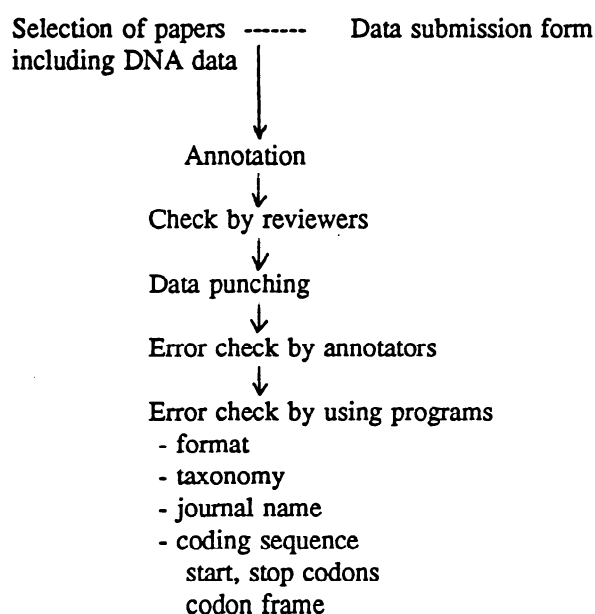 Selection of papers ------- Data submission form
including DNA data
Annotation
Check by reviewers
Data punching
Error check by annotators
Error check by using programs
- format
- taxonomy
- journal name
- coding sequence
start, stop codons
codon frame